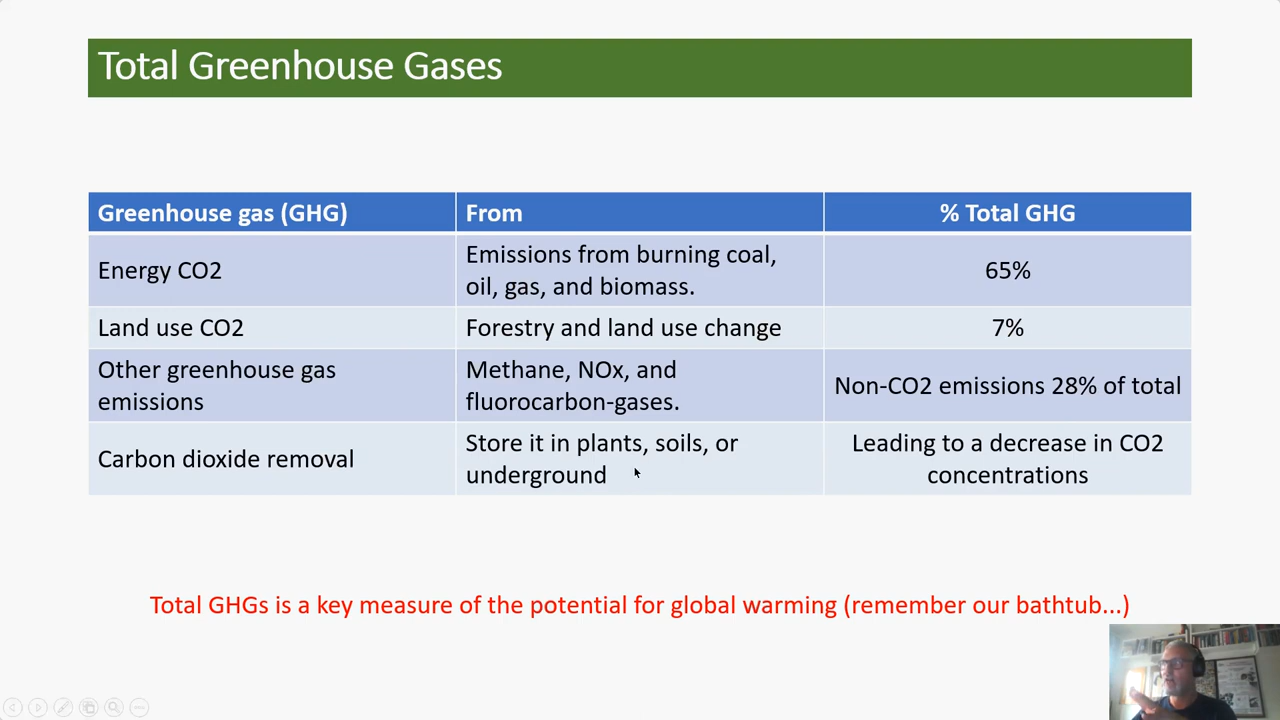 Total Greenhouse Gases
Greenhouse gas (GHG)
From
% Total GHG
Energy CO2
Emissions from burning coal,
oil, gas, and biomass.
65%
Land use CO2
Forestry and land use change
7%
Other greenhouse gas
emissions
Methane, NOx, and
fluorocarbon-gases.
Non-CO2 emissions 28% of total
Carbon dioxide removal
Store it in plants, soils, or
underground
Leading to a decrease in CO2
concentrations
Total GHGs is a key measure of the potential for global warming (remember our bathtub...)